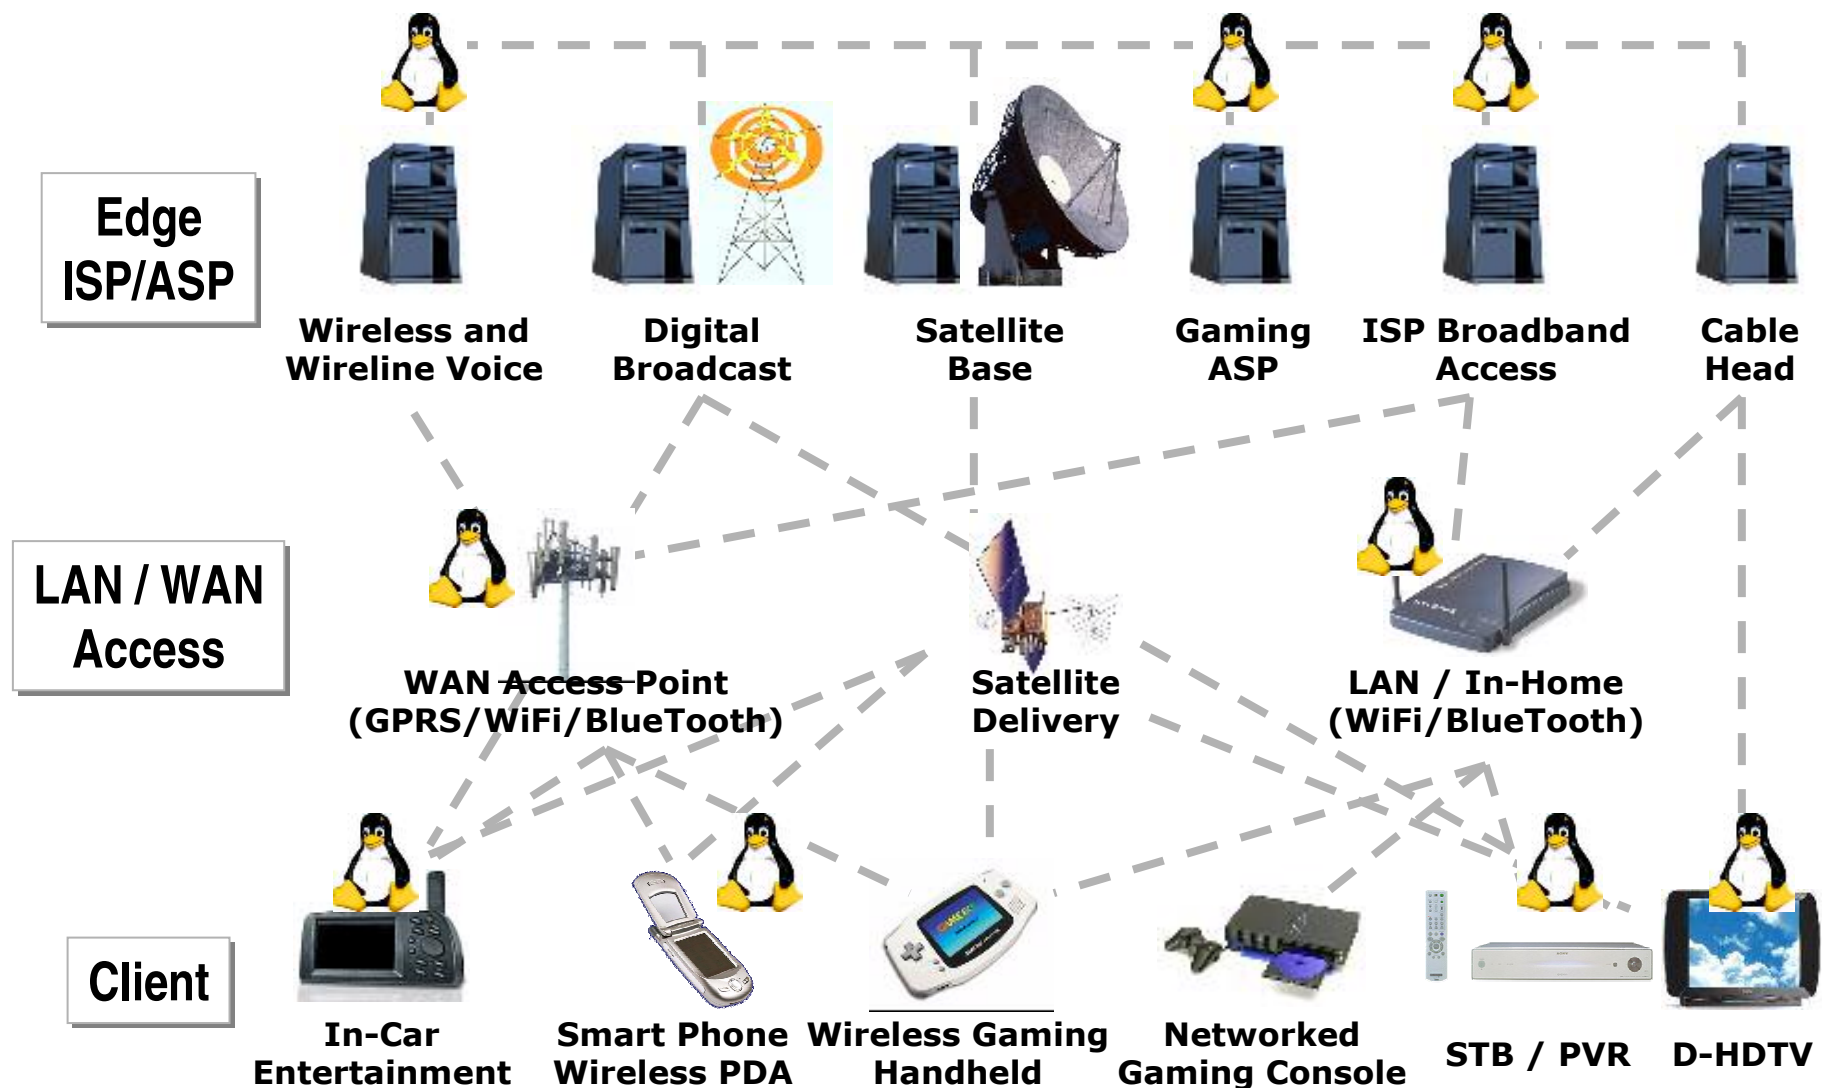 Edge
ISP/ASP
Wireless and
Wireline Voice
Digital
Broadcast
Satellite
Base
Gaming
ASP
ISP Broadband
Access
Cable
Head
LAN / WAN
Access
WAN Access Point
(GPRS/WiFi/BlueTooth)
Satellite
Delivery
LAN / In-Home
(WiFi/BlueTooth)
Client
In-Car
Entertainment
Smart Phone
Wireless PDA
Wireless Gaming
Handheld
Networked
Gaming Console
STB / PVR
D-HDTV